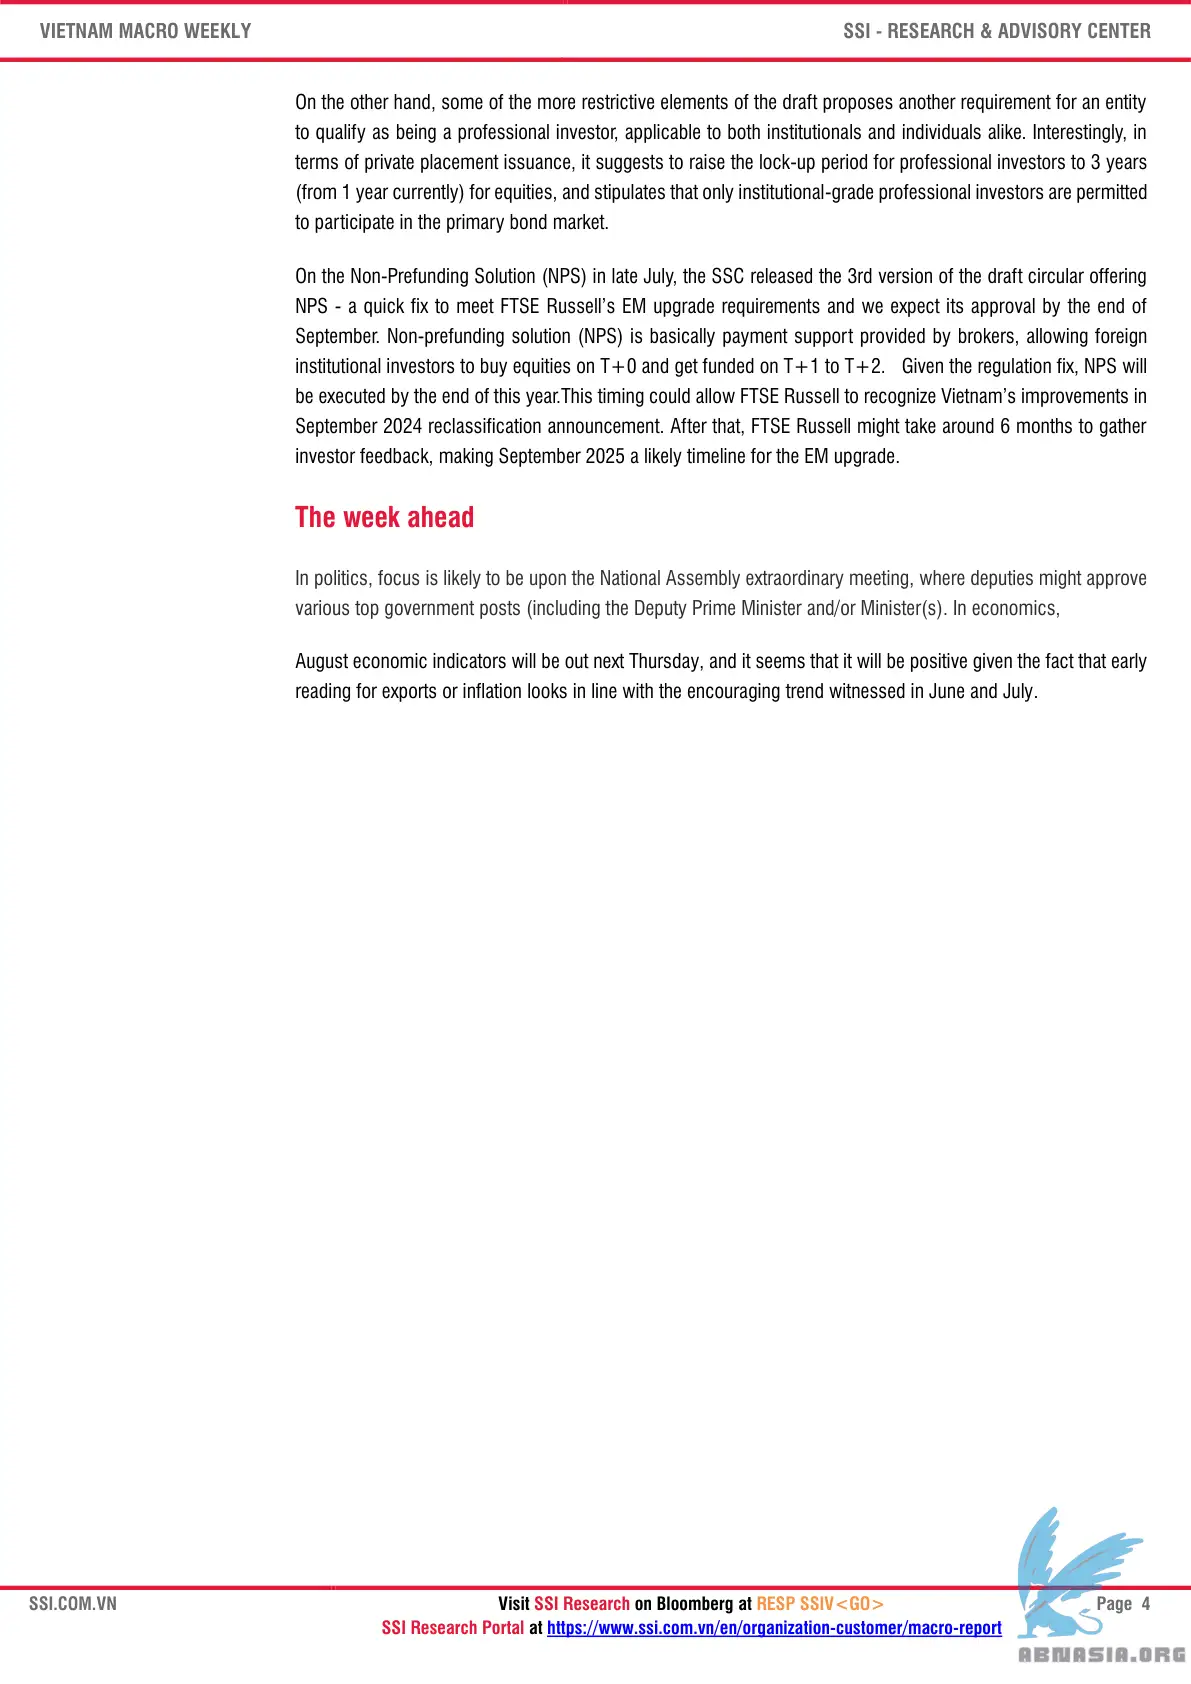 VIETNAM MACRO WEEKLY
SSI - RESEARCH & ADVISORY CENTER
On the other hand, some of the more restrictive elements of the draft proposes another requirement for an entity
to qualify as being a professional investor, applicable to both institutionals and individuals alike. Interestingly, in
terms of private placement issuance, it suggests to raise the lock-up period for professional investors to 3 years
(from 1 year currently) for equities, and stipulates that only institutional-grade professional investors are permitted
to participate in the primary bond market.
On the Non-Prefunding Solution (NPS) in late July, the SSC released the 3rd version of the draft circular offering
NPS - a quick fix to meet FTSE Russell’s EM upgrade requirements and we expect its approval by the end of
September. Non-prefunding solution (NPS) is basically payment support provided by brokers, allowing foreign
institutional investors to buy equities on T+0 and get funded on T+1 to T+2.   Given the regulation fix, NPS will
be executed by the end of this year.This timing could allow FTSE Russell to recognize Vietnam’s improvements in
September 2024 reclassification announcement. After that, FTSE Russell might take around 6 months to gather
investor feedback, making September 2025 a likely timeline for the EM upgrade.
The week ahead
In politics, focus is likely to be upon the National Assembly extraordinary meeting, where deputies might approve
various top government posts (including the Deputy Prime Minister and/or Minister(s). In economics,
August economic indicators will be out next Thursday, and it seems that it will be positive given the fact that early
reading for exports or inflation looks in line with the encouraging trend witnessed in June and July.
SSI.COM.VN
Visit SSI Research on Bloomberg at RESP SSIV<GO>
Page 4
SSI Research Portal at https://www.ssi.com.vn/en/organization-customer/macro-report
ABNASIA.ORG